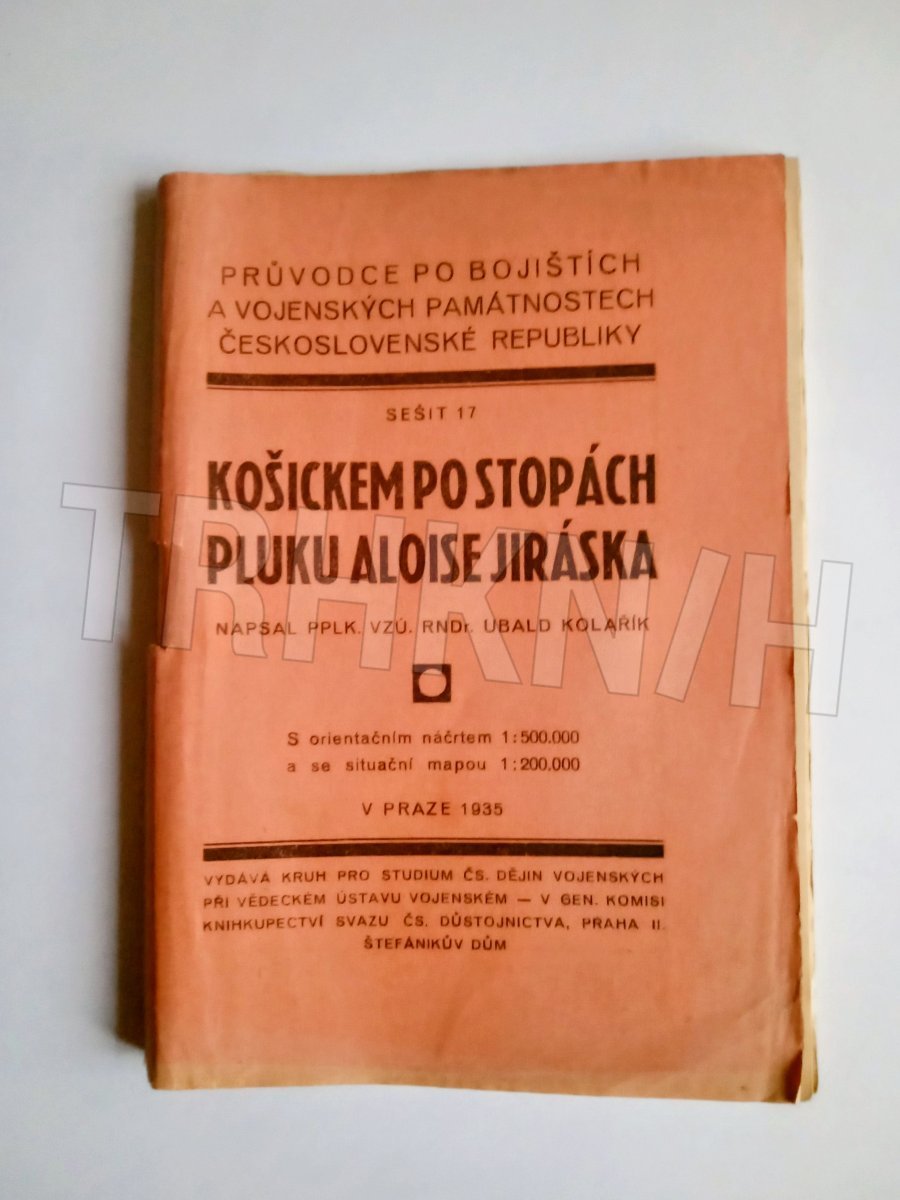 PRŮVODCE PO BOJIŠTÍCH
A VOJENSKÝCH PAMÁTNOSTECH
ČESKOSLOVENSKÉ REPUBLIKY
SEŠIT 17
KOŠICKEM PO STOPÁCH
PLUKU ALOISE JIRÁSKA
NAPSAL PPLK. VZÚ. RNDr. UBALD KOLAŘÍK
S orientačním náčrtem 1:500.000
a se situační mapou 1:200.000
V PRAZE 1935
VYDÁVÁ KRUH PRO STUDIUM ČS. DĚJIN VOJENSKÝCH
PŘI VĚDECKÉM ÚSTAVU VOJENSKÉM — V GEN. KOMISI
KNIHKUPECTVÍ SVAZU ČS. DŮSTOJNICTVA, PRAHA II.
ŠTEFÁNIKŮV DŮM
TRHKNIH